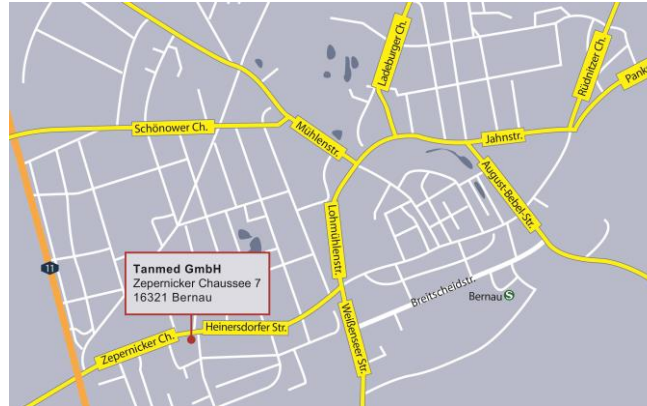 Ladeburger Ch.
Rüdnitzer Ch.
Pank
Schönower Ch.
Mühlenstr.
Jahnstr.
August-Bebel-Str.
Lohmühlenstr.
11
Tanmed GmbH
Zepernicker Chaussee 7
16321 Bernau
Breitscheidstr.
Bernau S
Heinersdorfer Str.
Weißenseer Str.
Zepernicker Ch.